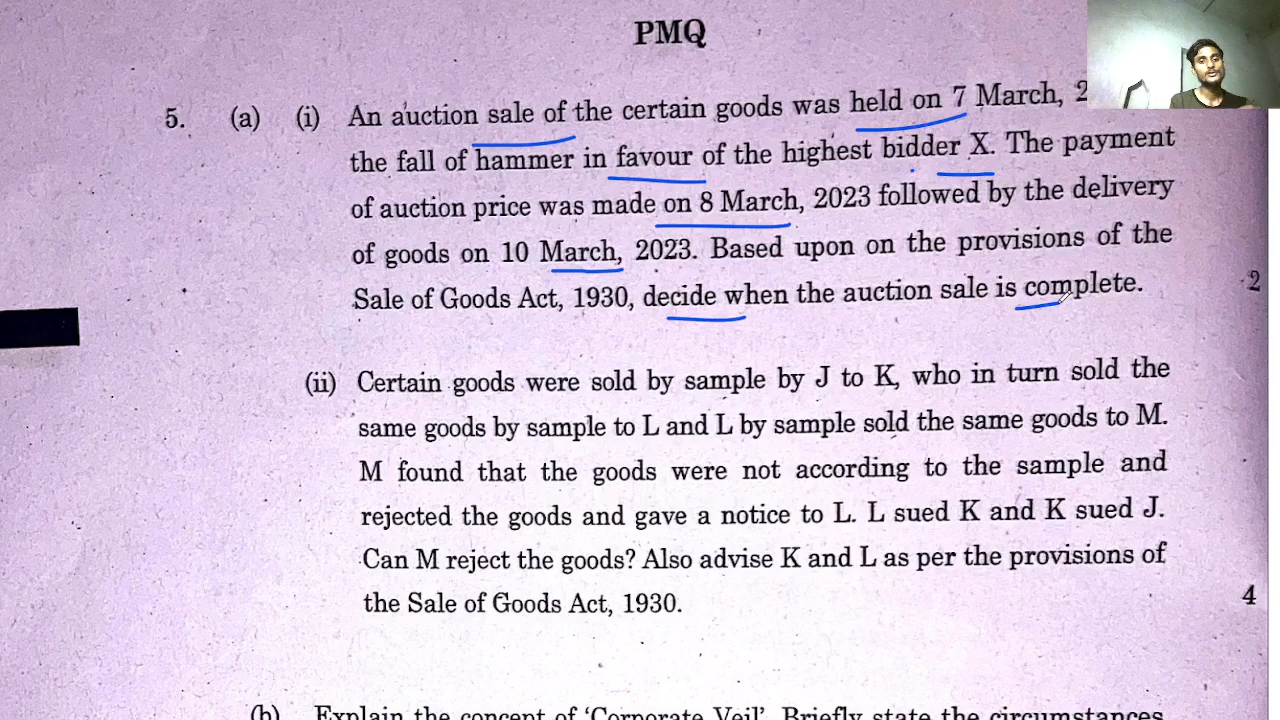 PMQ
5. (a) (i) An auction sale of the certain goods was held on 7 March, 2
the fall of hammer in favour of the highest bidder X. The payment
of auction price was made on 8 March, 2023 followed by the delivery
of goods on 10 March, 2023. Based upon on the provisions of the
Sale of Goods Act, 1930, decide when the auction sale is complete. 2
(ii) Certain goods were sold by sample by J to K, who in turn sold the
same goods by sample to L and L by sample sold the same goods to M.
M found that the goods were not according to the sample and
rejected the goods and gave a notice to L. L sued K and K sued J.
Can M reject the goods? Also advise K and L as per the provisions of
the Sale of Goods Act, 1930. 4
(b) Explain the concept of 'Corporate Veil'. Briefly state the circumstances